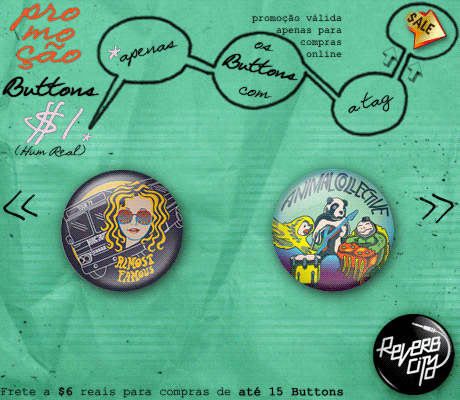 pro
mo
são
Buttons
$1,*
(Hum Real)
*apenas
os
Buttons
com
a tag
SALE
promoção válida
apenas para
compras
online
ALMOST
FAMOUS
ANIMAL COLLECTIVE
REVERB
CITY
Frete a $6 reais para compras de até 15 Buttons